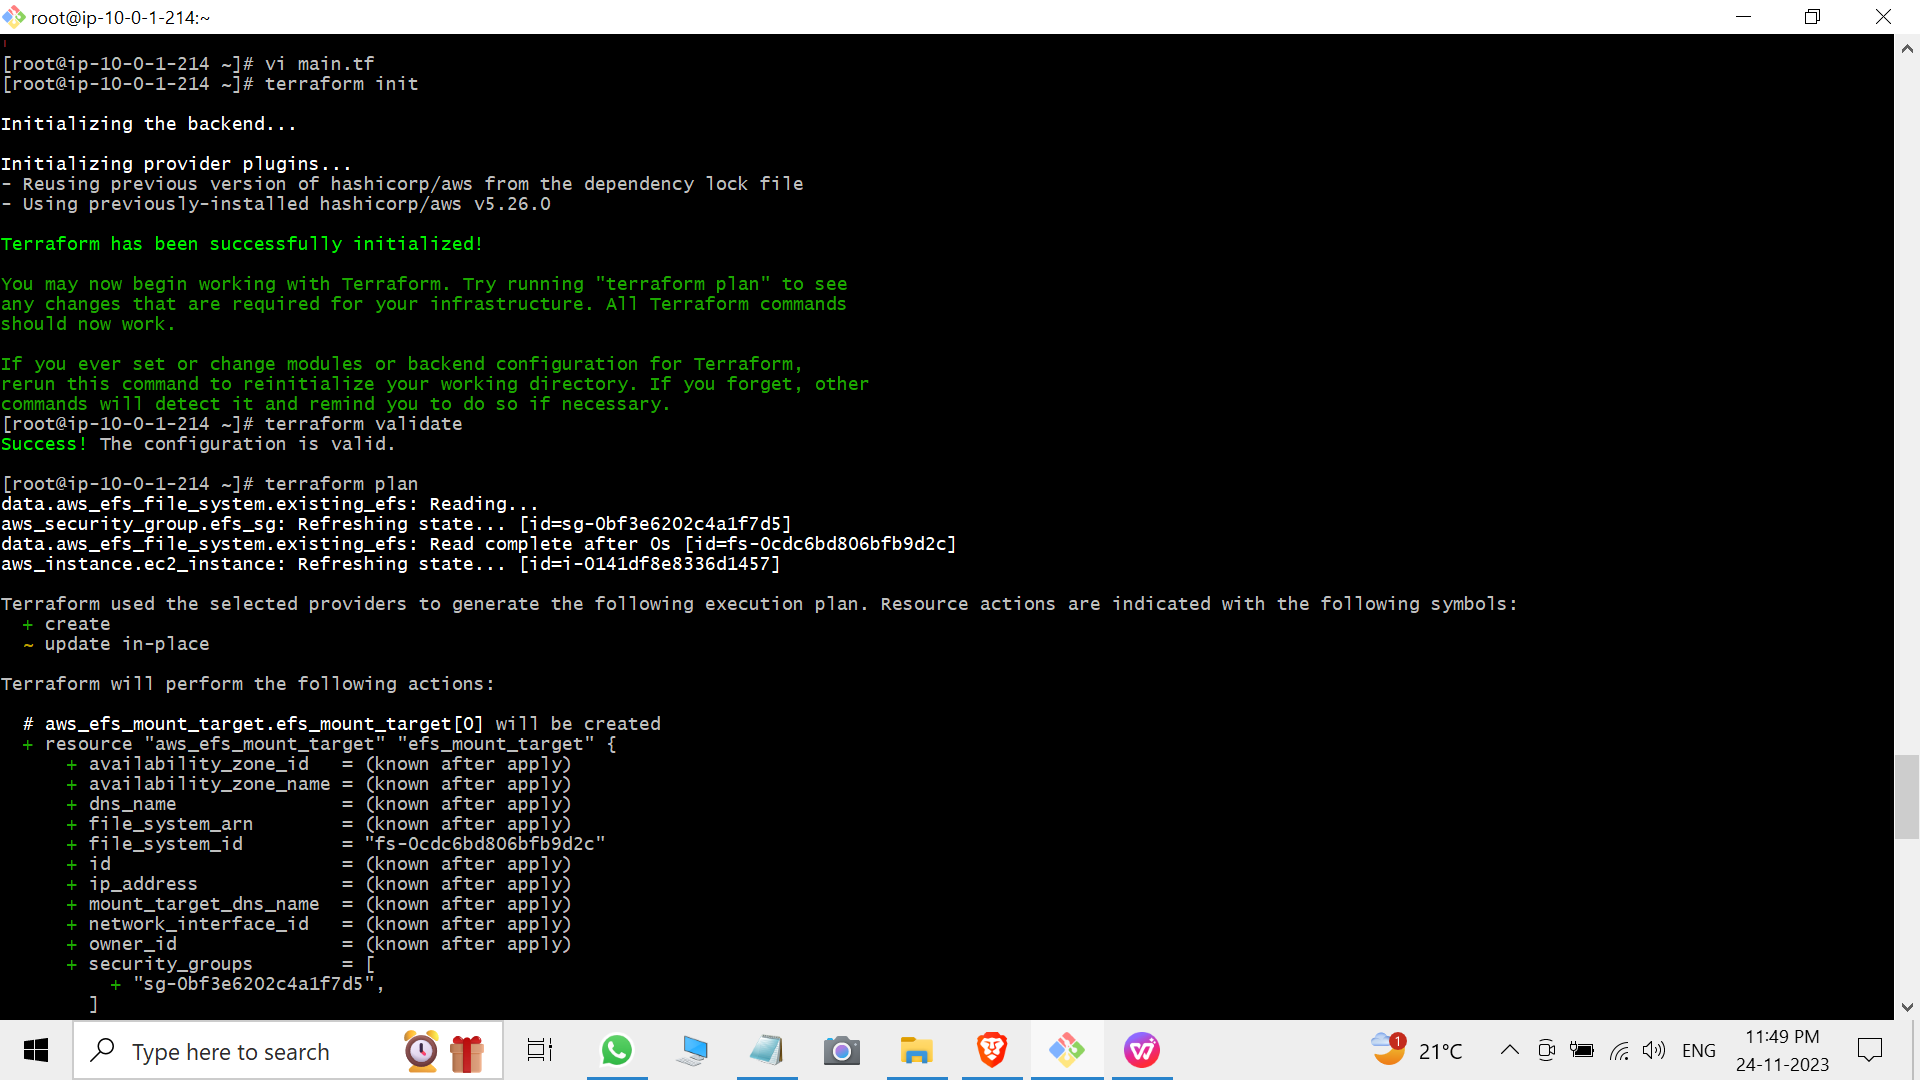 root@ip-10-0-1-214:~
[root@ip-10-0-1-214 ~]# vi main.tf
[root@ip-10-0-1-214 ~]# terraform init
Initializing the backend...
Initializing provider plugins...
- Reusing previous version of hashicorp/aws from the dependency lock file
- Using previously-installed hashicorp/aws v5.26.0
Terraform has been successfully initialized!
You may now begin working with Terraform. Try running "terraform plan" to see
any changes that are required for your infrastructure. All Terraform commands
should now work.
If you ever set or change modules or backend configuration for Terraform,
rerun this command to reinitialize your working directory. If you forget, other
commands will detect it and remind you to do so if necessary.
[root@ip-10-0-1-214 ~]# terraform validate
Success! The configuration is valid.
[root@ip-10-0-1-214 ~]# terraform plan
data.aws_efs_file_system.existing_efs: Reading...
aws_security_group.efs_sg: Refreshing state... [id=sg-0bf3e6202c4a1f7d5]
data.aws_efs_file_system.existing_efs: Read complete after 0s [id=fs-0cdc6bd806bfb9d2c]
aws_instance.ec2_instance: Refreshing state... [id=i-0141df8e8336d1457]
Terraform used the selected providers to generate the following execution plan. Resource actions are indicated with the following symbols:
  + create
  ~ update in-place
Terraform will perform the following actions:
  # aws_efs_mount_target.efs_mount_target[0] will be created
  + resource "aws_efs_mount_target" "efs_mount_target" {
      + availability_zone_id   = (known after apply)
      + availability_zone_name = (known after apply)
      + dns_name               = (known after apply)
      + file_system_arn        = (known after apply)
      + file_system_id         = "fs-0cdc6bd806bfb9d2c"
      + id                     = (known after apply)
      + ip_address             = (known after apply)
      + mount_target_dns_name  = (known after apply)
      + network_interface_id   = (known after apply)
      + owner_id               = (known after apply)
      + security_groups        = [
          + "sg-0bf3e6202c4a1f7d5",
        ]
Type here to search
1
21°C
ENG
11:49 PM
24-11-2023